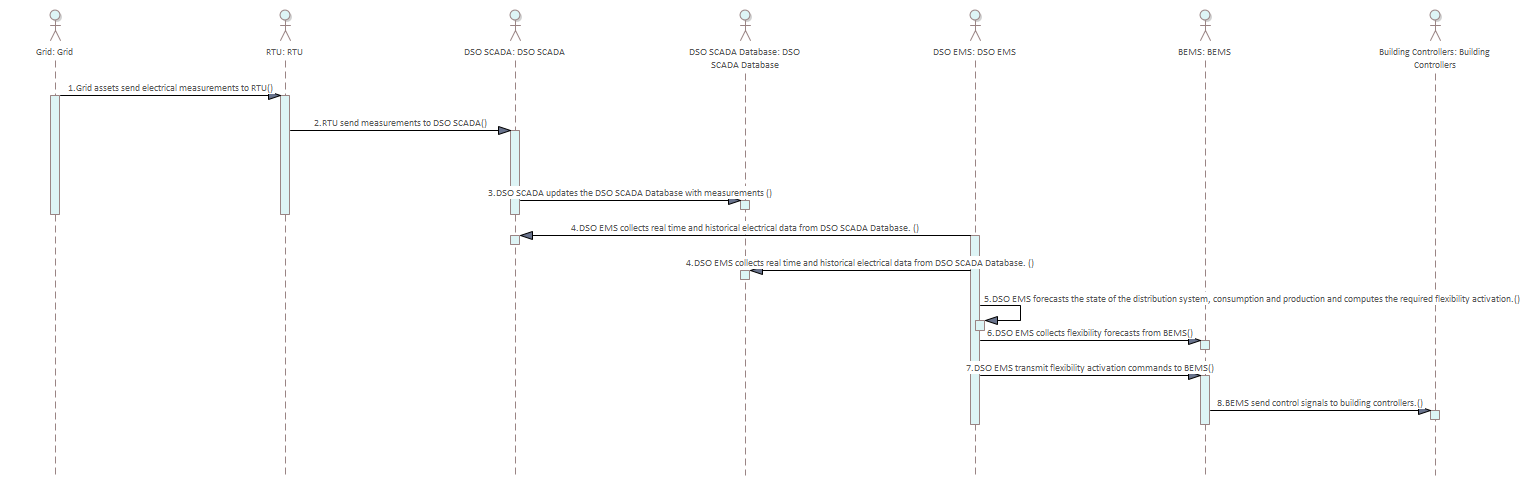 Grid: Grid
RTU: RTU
DSO SCADA: DSO SCADA
DSO SCADA Database: DSO
SCADA Database
DSO EMS: DSO EMS
BEMS: BEMS
Building Controllers: Building
Controllers
1.Grid assets send electrical measurements to RTU()
2.RTU send measurements to DSO SCADA()
3.DSO SCADA updates the DSO SCADA Database with measurements ()
4.DSO EMS collects real time and historical electrical data from DSO SCADA Database. ()
4.DSO EMS collects real time and historical electrical data from DSO SCADA Database. ()
5.DSO EMS forecasts the state of the distribution system, consumption and production and computes the required flexibility activation.()
6.DSO EMS collects flexibility forecasts from BEMS()
7.DSO EMS transmit flexibility activation commands to BEMS()
8.BEMS send control signals to building controllers.()